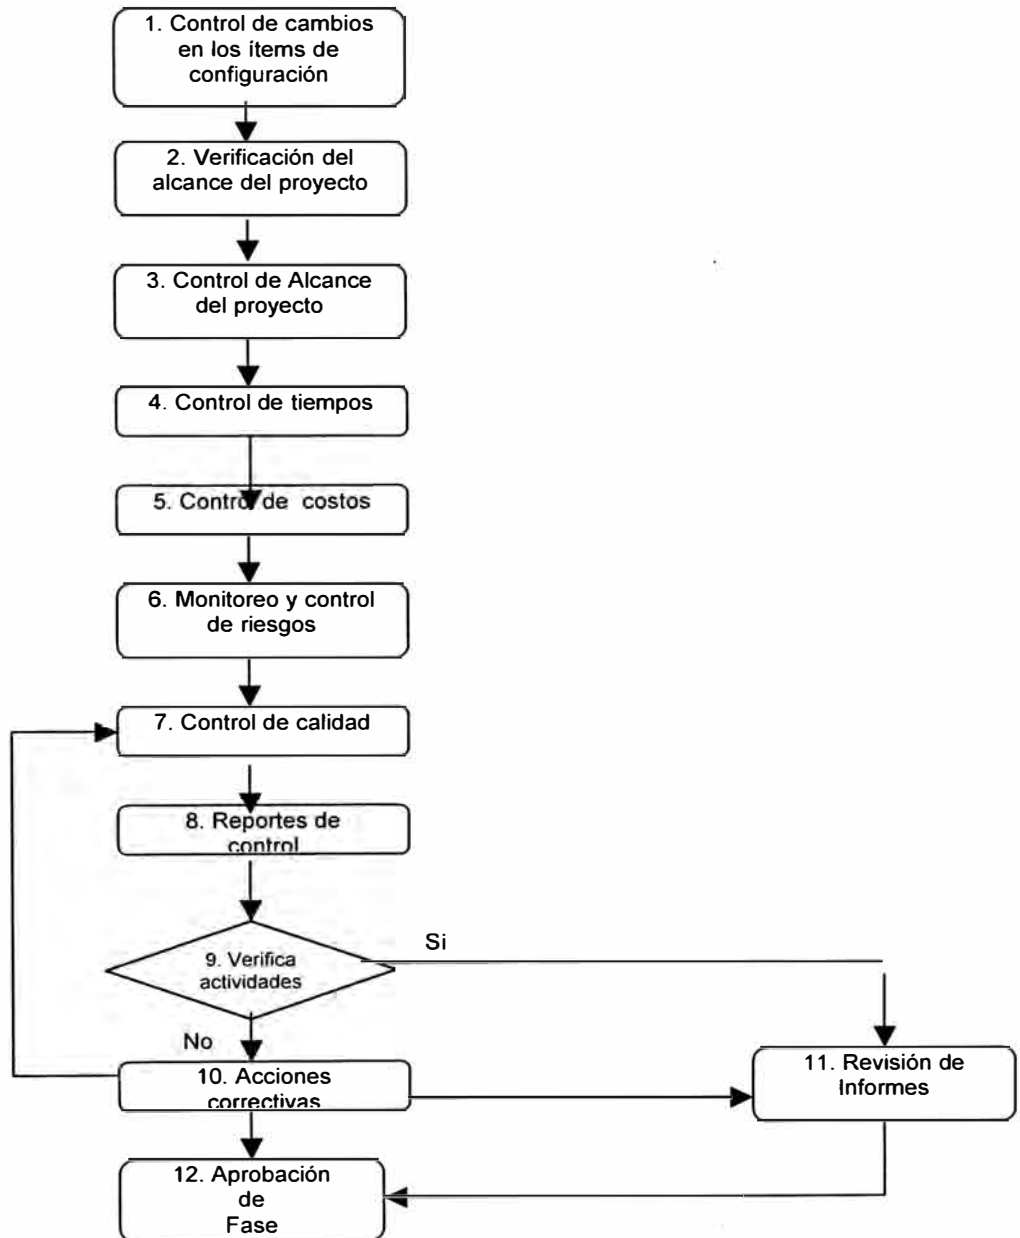 1. Control de cambios
en los ítems de
configuración
2. Verificación del
alcance del proyecto
3. Control de Alcance
del proyecto
4. Control de tiempos
5. Control de costos
6. Monitoreo y control
de riesgos
7. Control de calidad
8. Reportes de
control
9. Verifica
actividades
Si
No
10. Acciones
correctivas
11. Revisión de
Informes
12. Aprobación
de
Fase